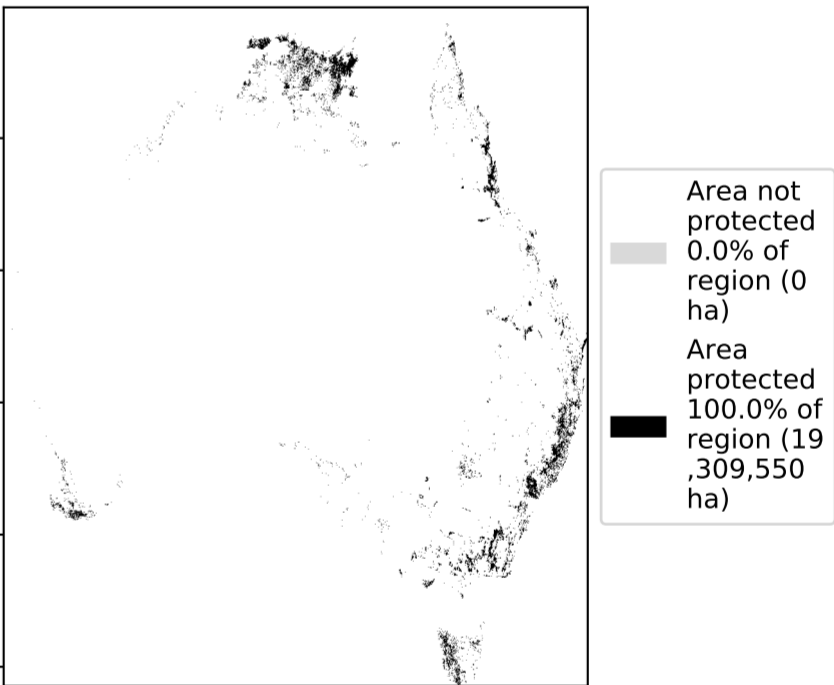 Area not
protected
0.0% of
region (0
ha)
Area
protected
100.0% of
region (19
,309,550
ha)